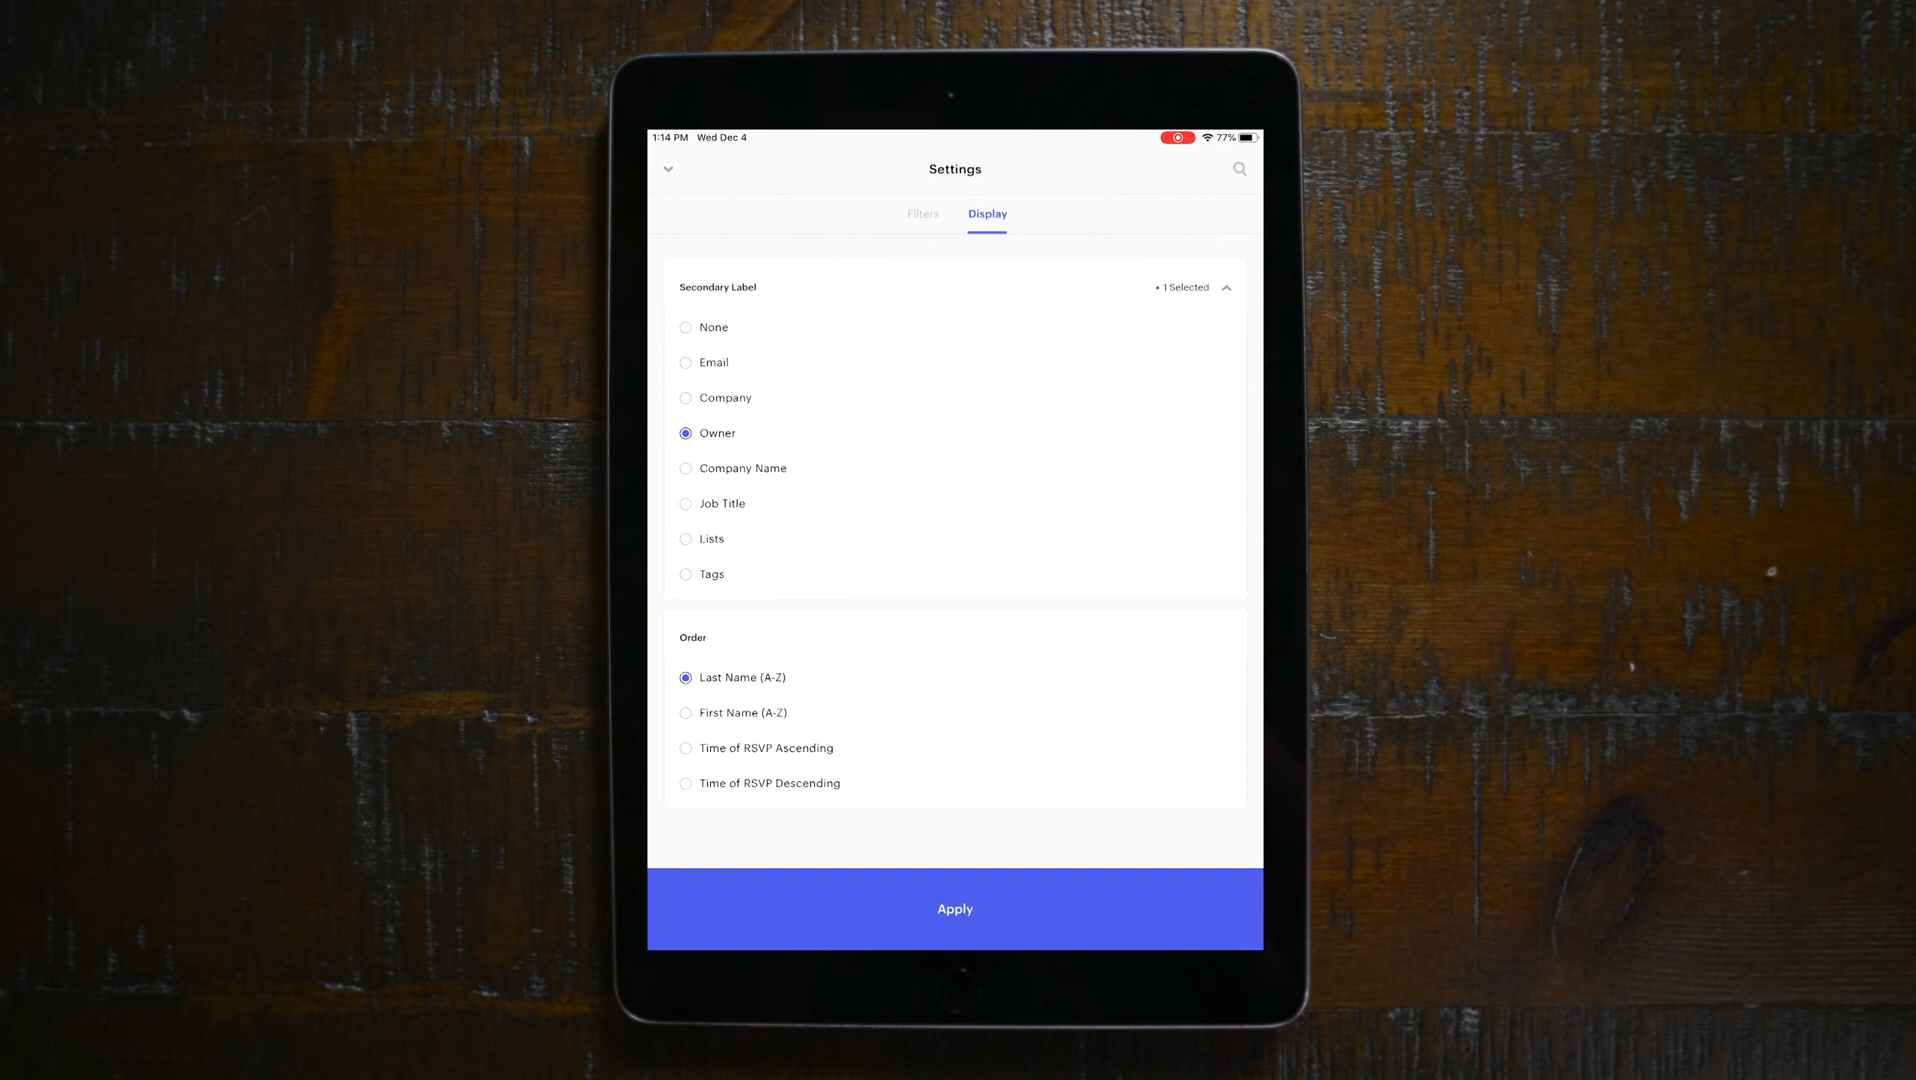 1:14 PM Wed Dec 4 77%
Settings
Filters Display
Secondary Label • 1 Selected
None
Email
Company
Owner
Company Name
Job Title
Lists
Tags
Order
Last Name (A-Z)
First Name (A-Z)
Time of RSVP Ascending
Time of RSVP Descending
Apply